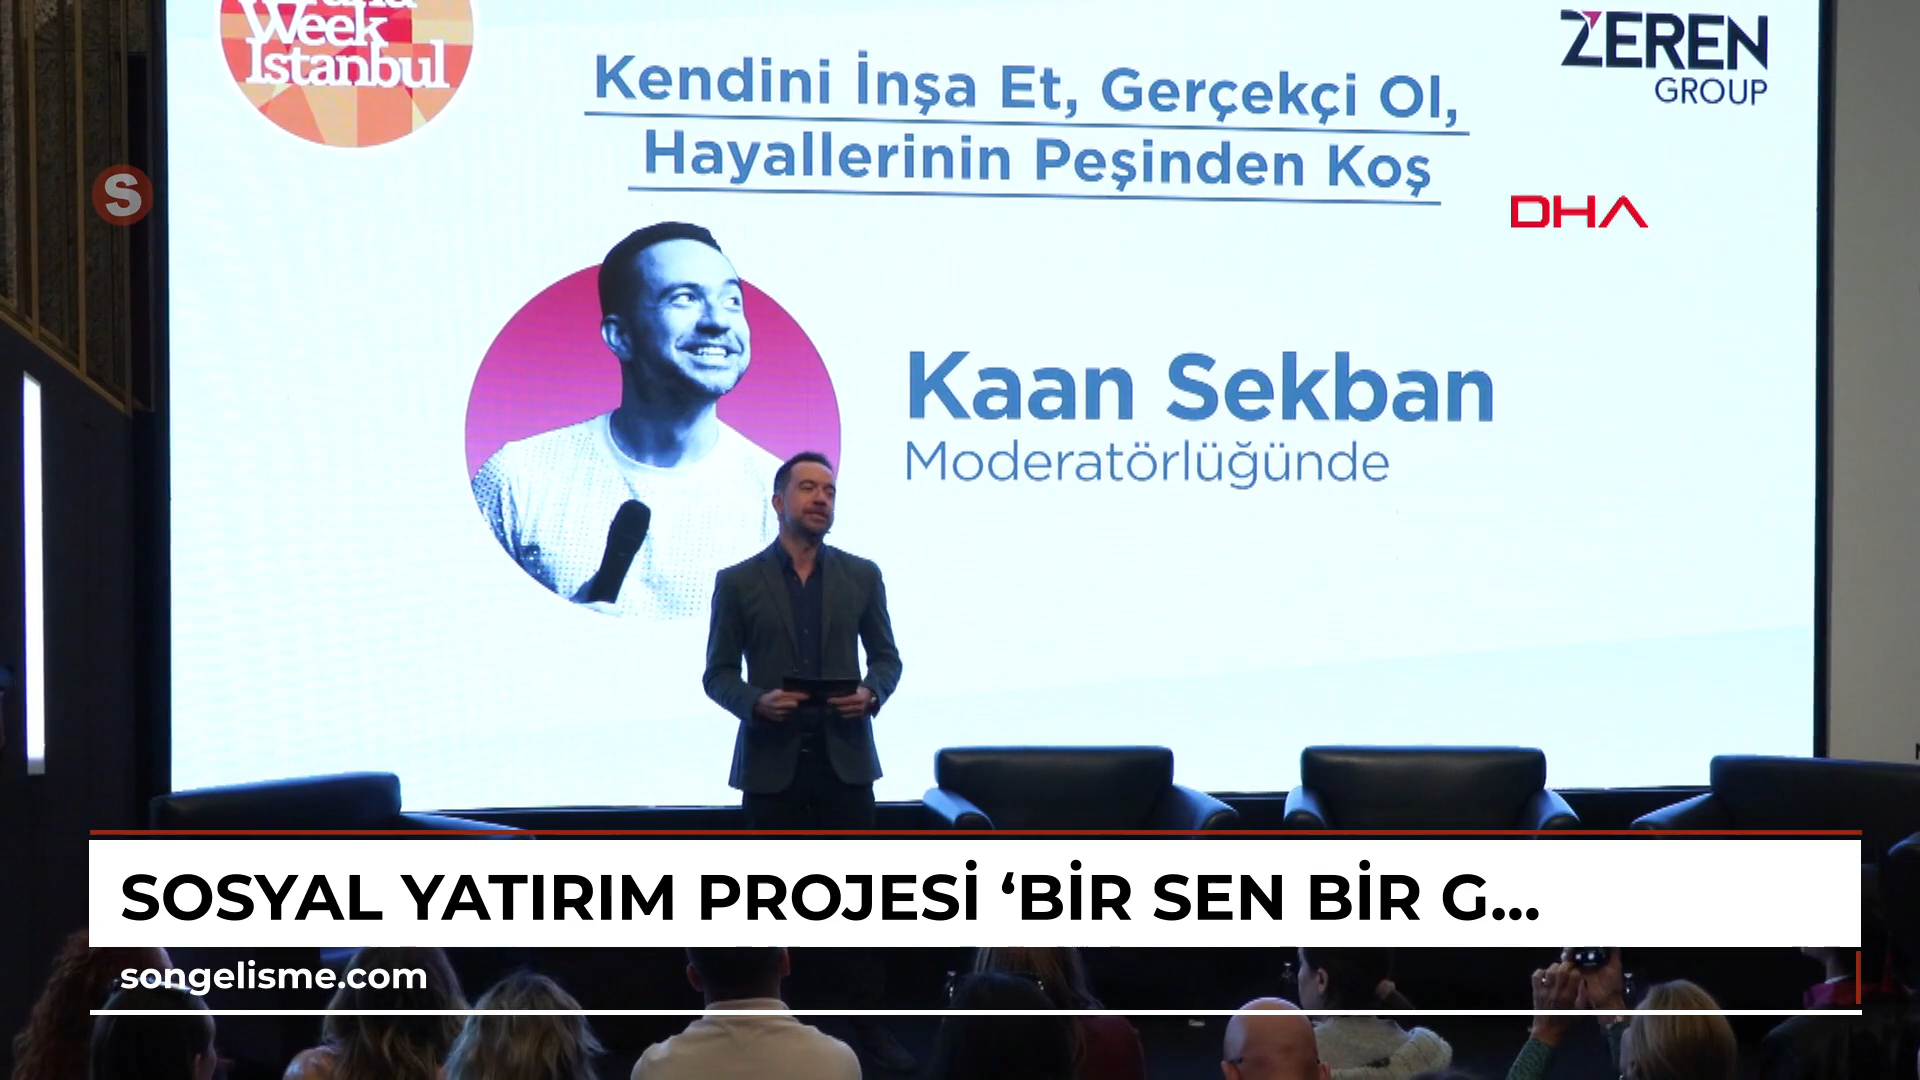 Week
Istanbul
ZEREN
GROUP
Kendini İnşa Et, Gerçekçi Ol,
Hayallerinin Peşinden Koş
S
DHA
Kaan Sekban
Moderatörlüğünde
SOSYAL YATIRIM PROJESİ ‘BİR SEN BİR G...
songelisme.com